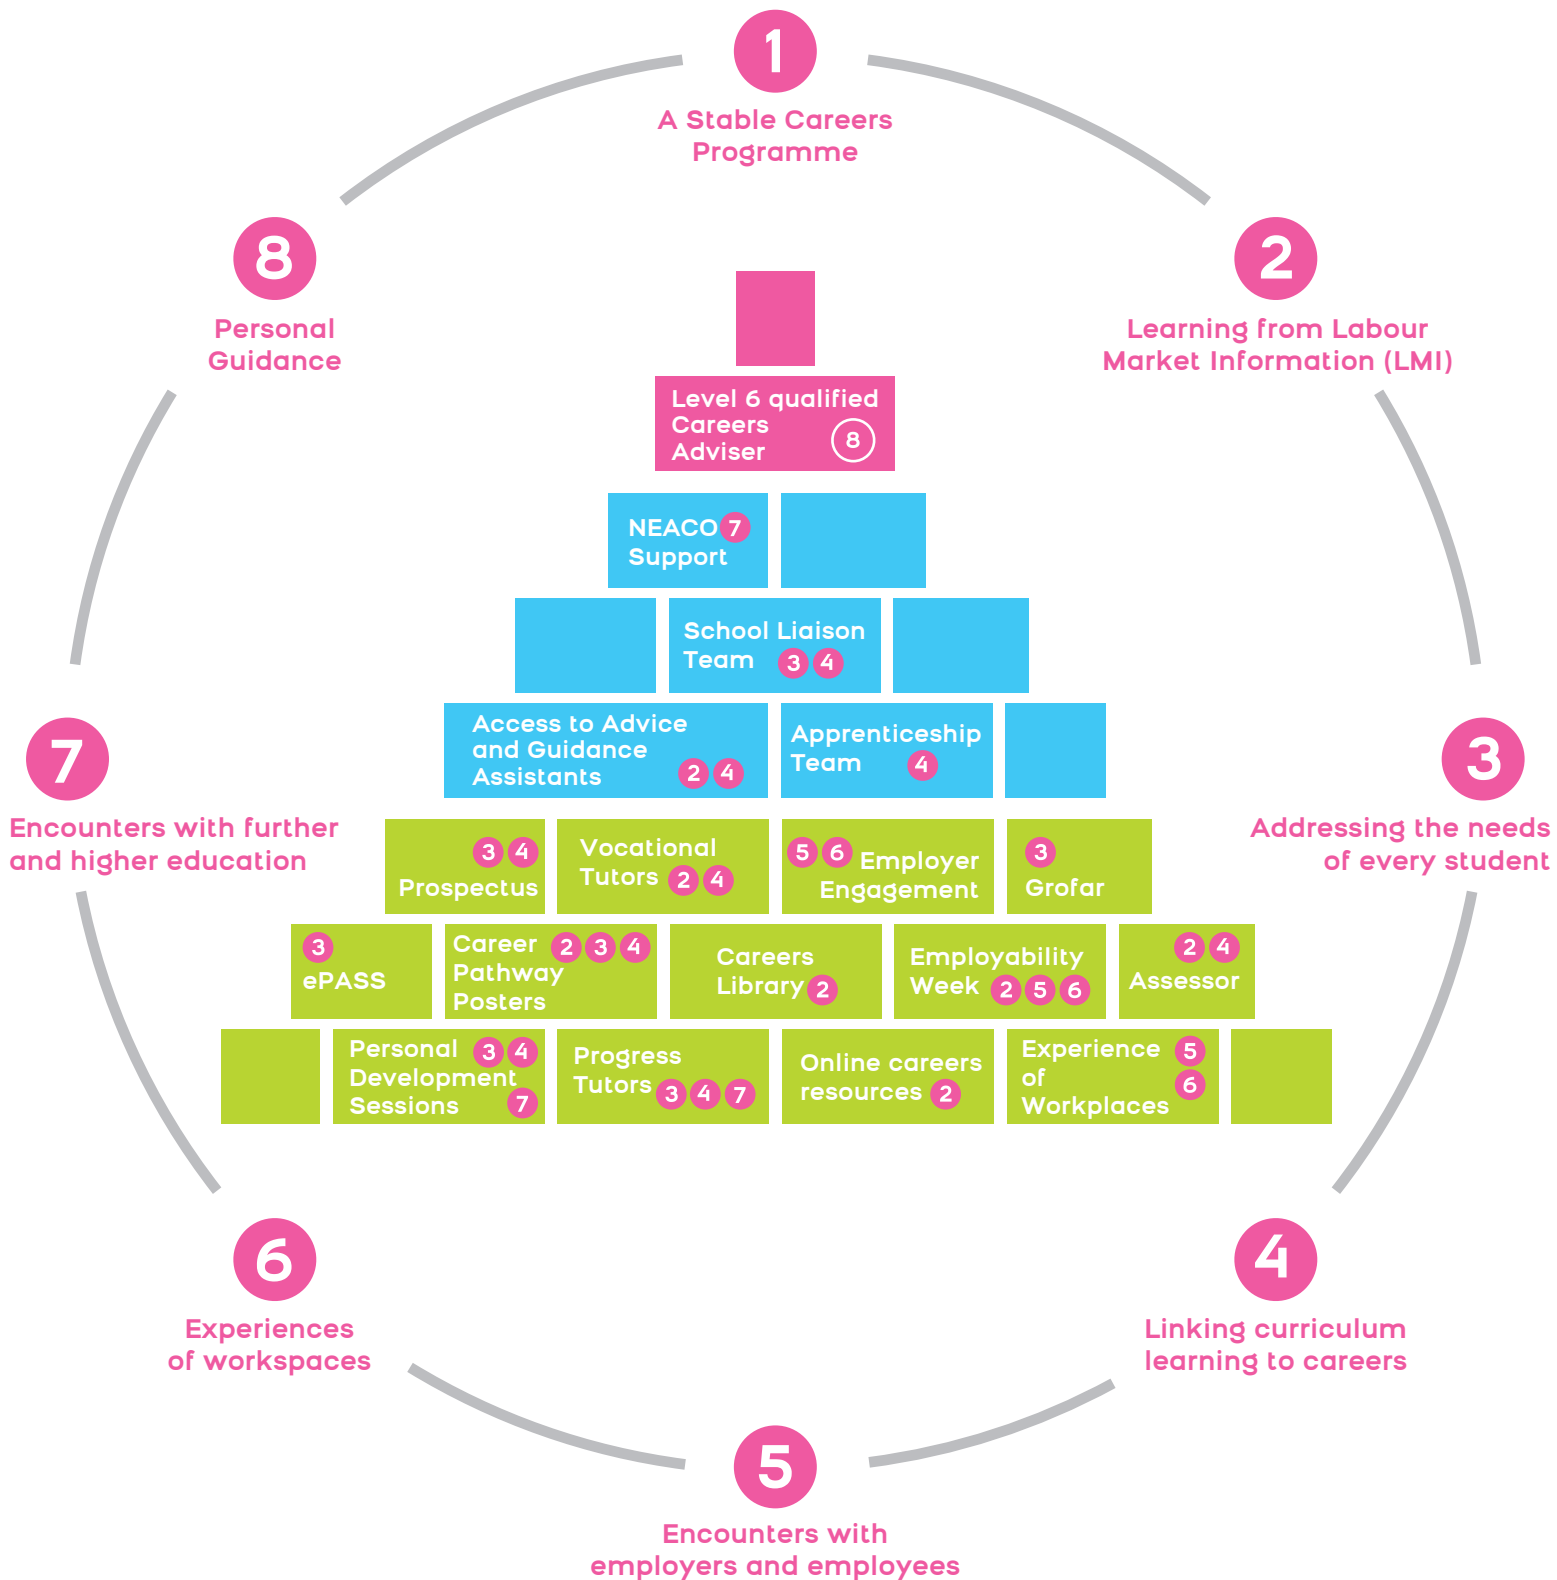 1
A Stable Careers
Programme
2
Learning from Labour
Market Information (LMI)
3
Addressing the needs
of every student
4
Linking curriculum
learning to careers
5
Encounters with
employers and employees
6
Experiences
of workspaces
7
Encounters with further
and higher education
8
Personal
Guidance
Level 6 qualified
Careers
Adviser 8
NEACO 7
Support
School Liaison
Team 3 4
Access to Advice
and Guidance
Assistants 2 4
Apprenticeship
Team 4
3 4
Prospectus
Vocational
Tutors 2 4
5 6 Employer
Engagement
3
Grofar
3
ePASS
Career 2 3 4
Pathway
Posters
Careers
Library 2
Employability
Week 2 5 6
2 4
Assessor
Personal 3 4
Development
Sessions 7
Progress
Tutors 3 4 7
Online careers
resources 2
Experience 5
of 6
Workplaces